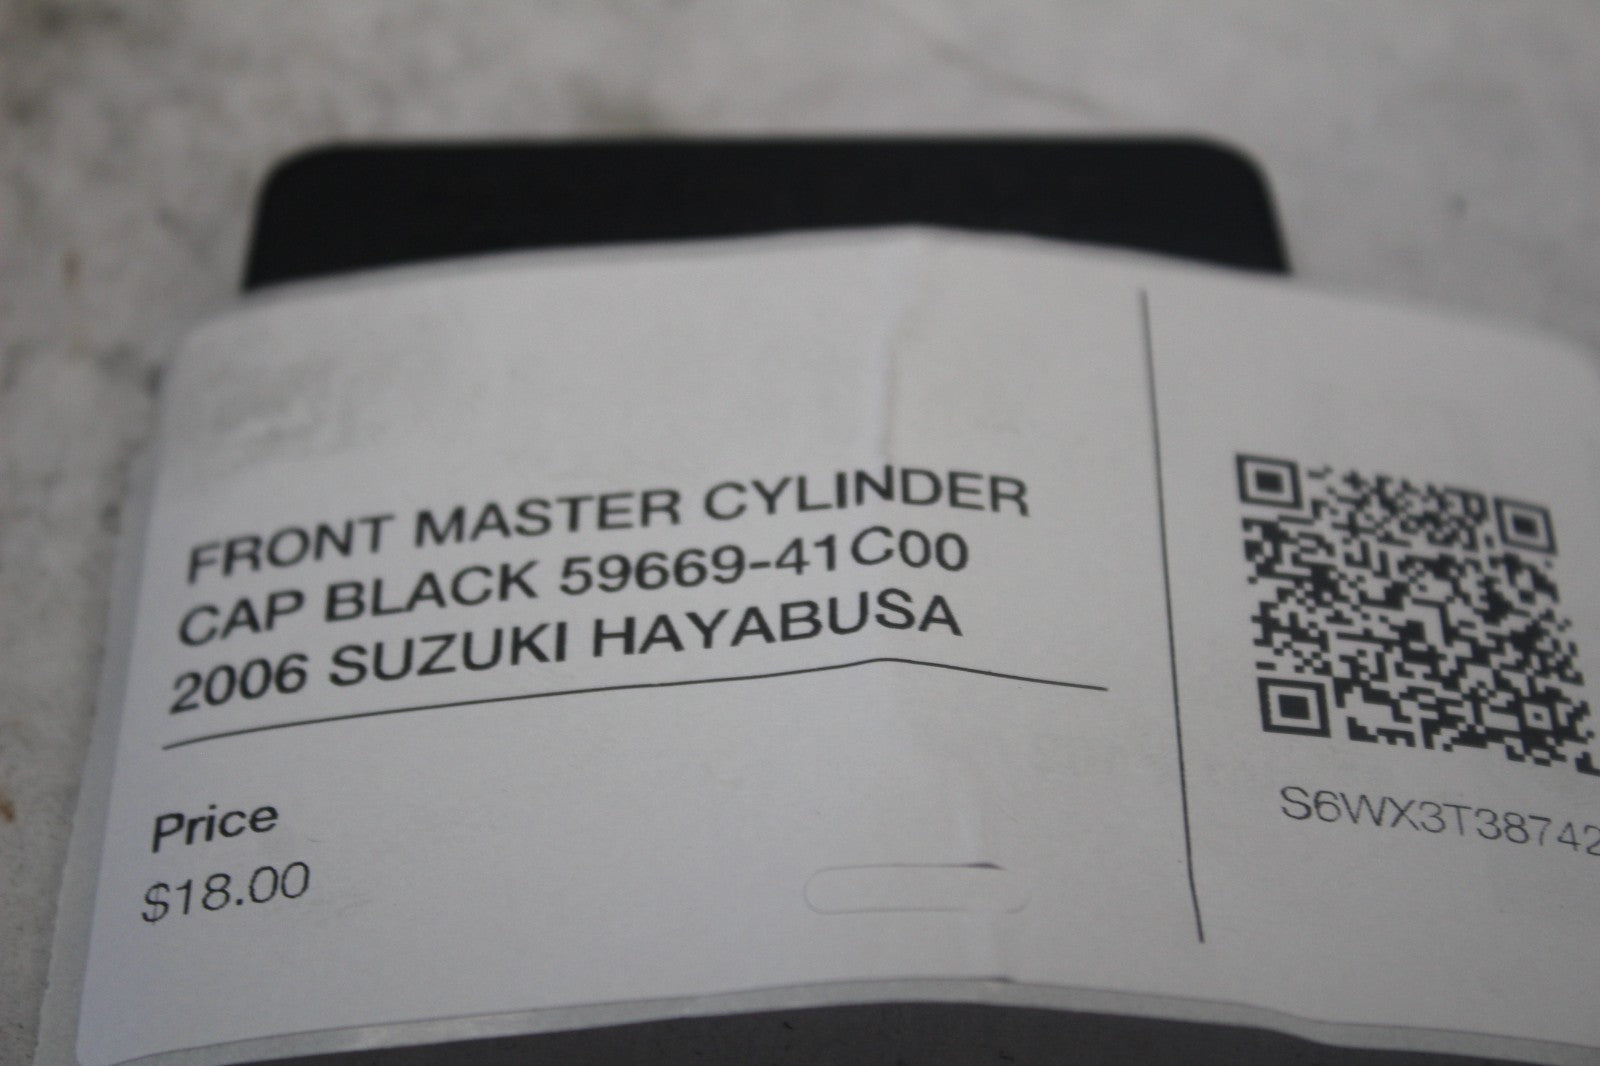 FRONT MASTER CYLINDER
CAP BLACK 59669-41C00
2006 SUZUKI HAYABUSA
Price
$18.00
S6WX3T38742